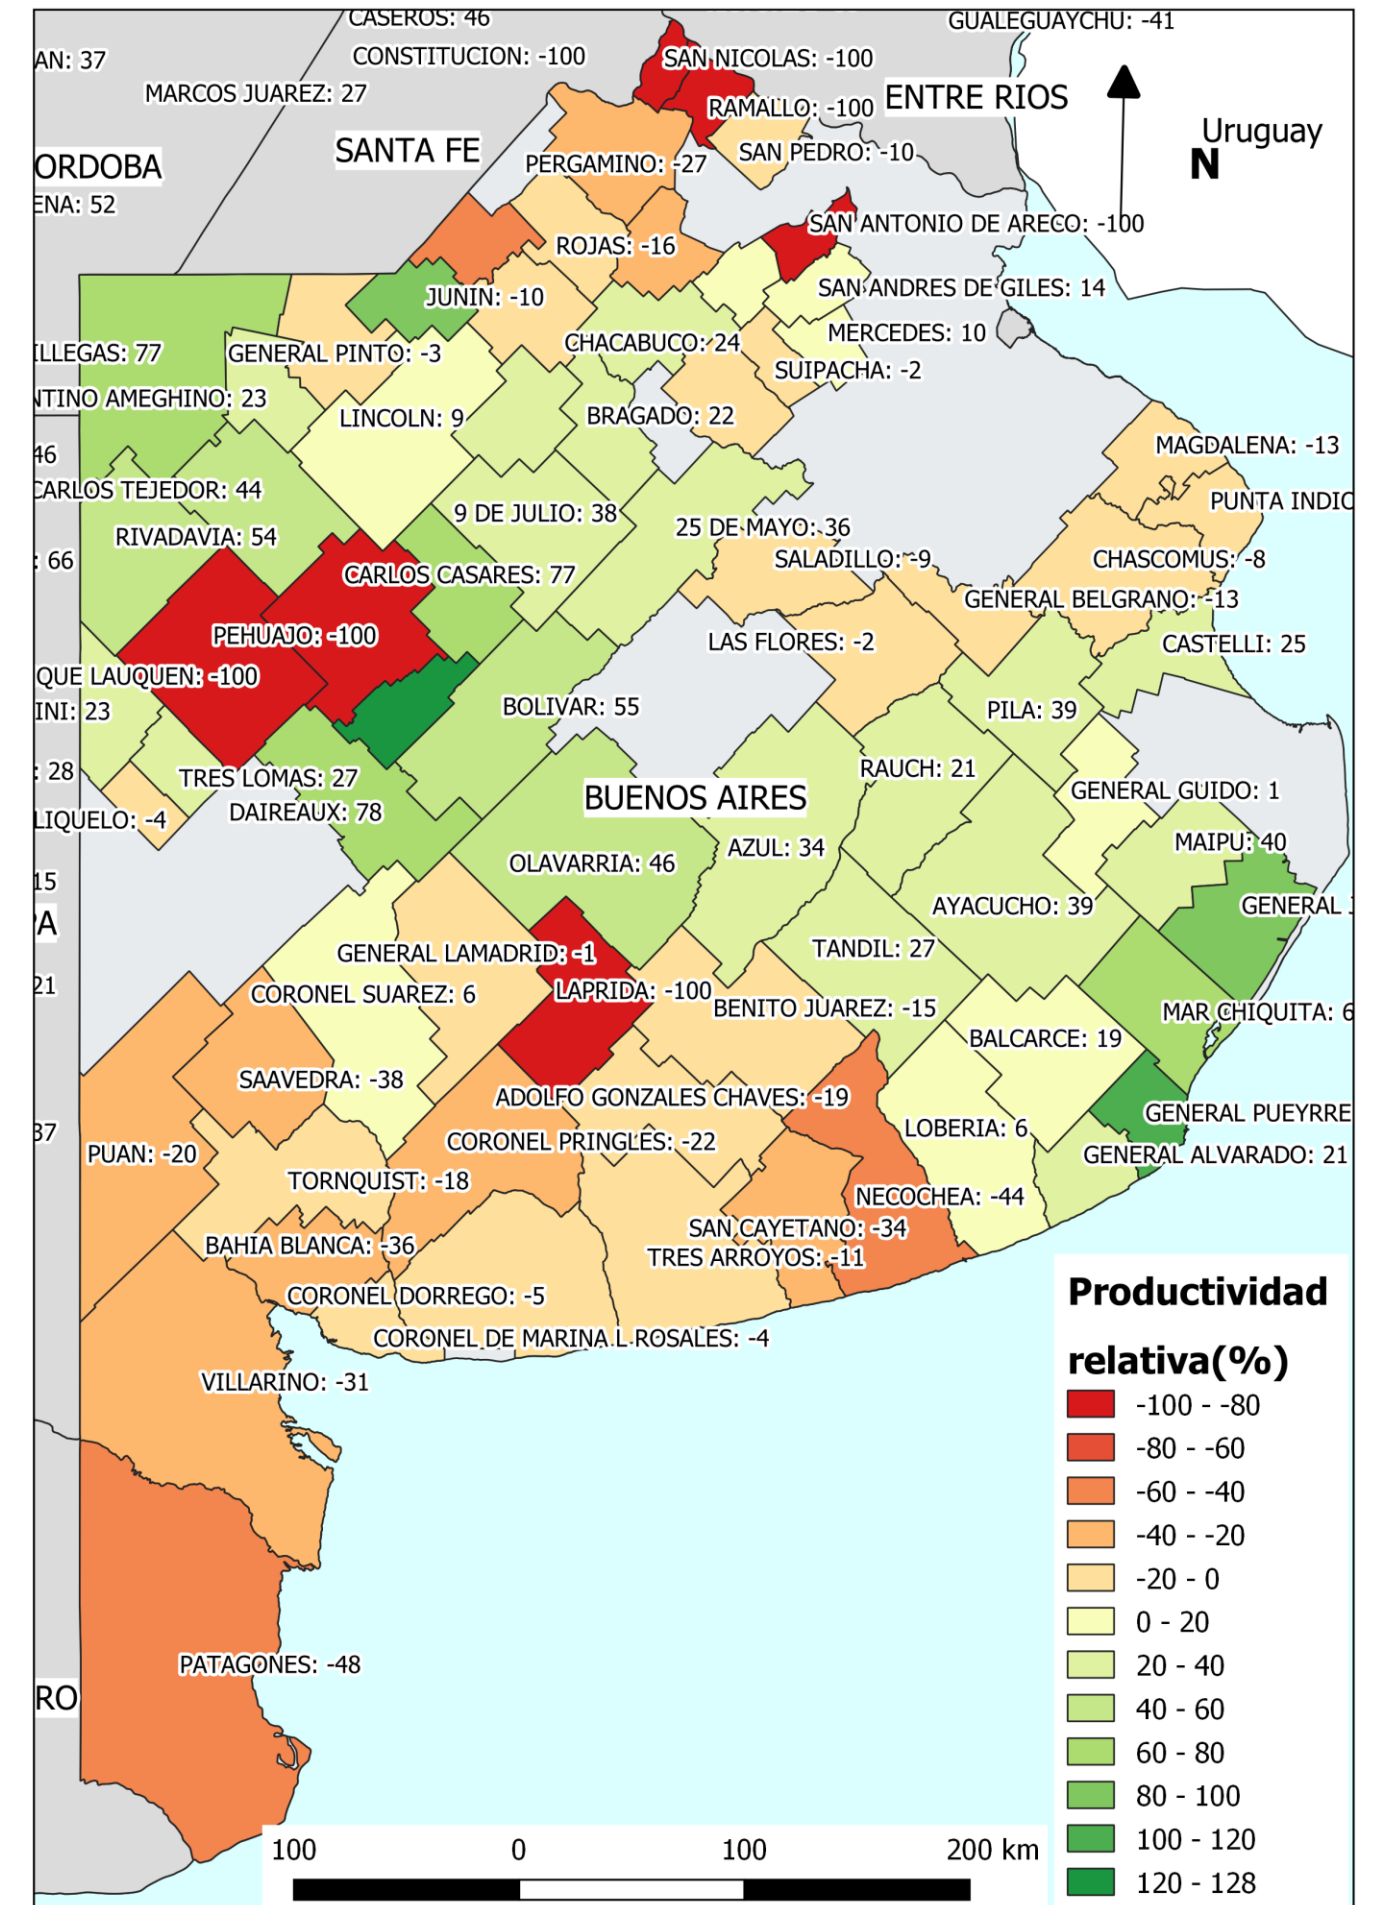 CASEROS: 46
GUALEGUAYCHU: -41
AN: 37
CONSTITUCION: -100
SAN NICOLAS: -100
MARCOS JUAREZ: 27
RAMALLO: -100
ENTRE RIOS
Uruguay
N
SANTA FE
SAN PEDRO: -10
ORDOBA
PERGAMINO: -27
ENA: 52
SAN ANTONIO DE ARECO: -100
ROJAS: -16
JUNIN: -10
SAN ANDRES DE GILES: 14
ILLEGAS: 77
GENERAL PINTO: -3
CHACABUCO: 24
MERCEDES: 10
SUIPACHA: -2
NTINO AMEGHINO: 23
LINCOLN: 9
BRAGADO: 22
MAGDALENA: -13
46
CARLOS TEJEDOR: 44
PUNTA INDIO
9 DE JULIO: 38
25 DE MAYO: 36
RIVADAVIA: 54
: 66
SALADILLO: -9
CHASCOMUS: -8
CARLOS CASARES: 77
GENERAL BELGRANO: -13
PEHUAJO: -100
LAS FLORES: -2
CASTELLI: 25
QUE LAUQUEN: -100
INI: 23
BOLIVAR: 55
PILA: 39
: 28
TRES LOMAS: 27
RAUCH: 21
BUENOS AIRES
GENERAL GUIDO: 1
LIQUELO: -4
DAIREAUX: 78
MAIPU: 40
OLAVARRIA: 46
AZUL: 34
15
PA
AYACUCHO: 39
GENERAL J
GENERAL LAMADRID: -1
TANDIL: 27
21
CORONEL SUAREZ: 6
LAPRIDA: -100
BENITO JUAREZ: -15
MAR CHIQUITA: 6
BALCARCE: 19
SAAVEDRA: -38
ADOLFO GONZALES CHAVES: -19
GENERAL PUEYRRE
37
PUAN: -20
CORONEL PRINGLES: -22
LOBERIA: 6
GENERAL ALVARADO: 21
TORNQUIST: -18
NECOCHEA: -44
BAHIA BLANCA: -36
SAN CAYETANO: -34
TRES ARROYOS: -11
CORONEL DORREGO: -5
CORONEL DE MARINA L ROSALES: -4
VILLARINO: -31
PATAGONES: -48
RO
Productividad
relativa(%)
-100 - -80
-80 - -60
-60 - -40
-40 - -20
-20 - 0
0 - 20
20 - 40
40 - 60
60 - 80
80 - 100
100 - 120
120 - 128
100 0 100 200 km